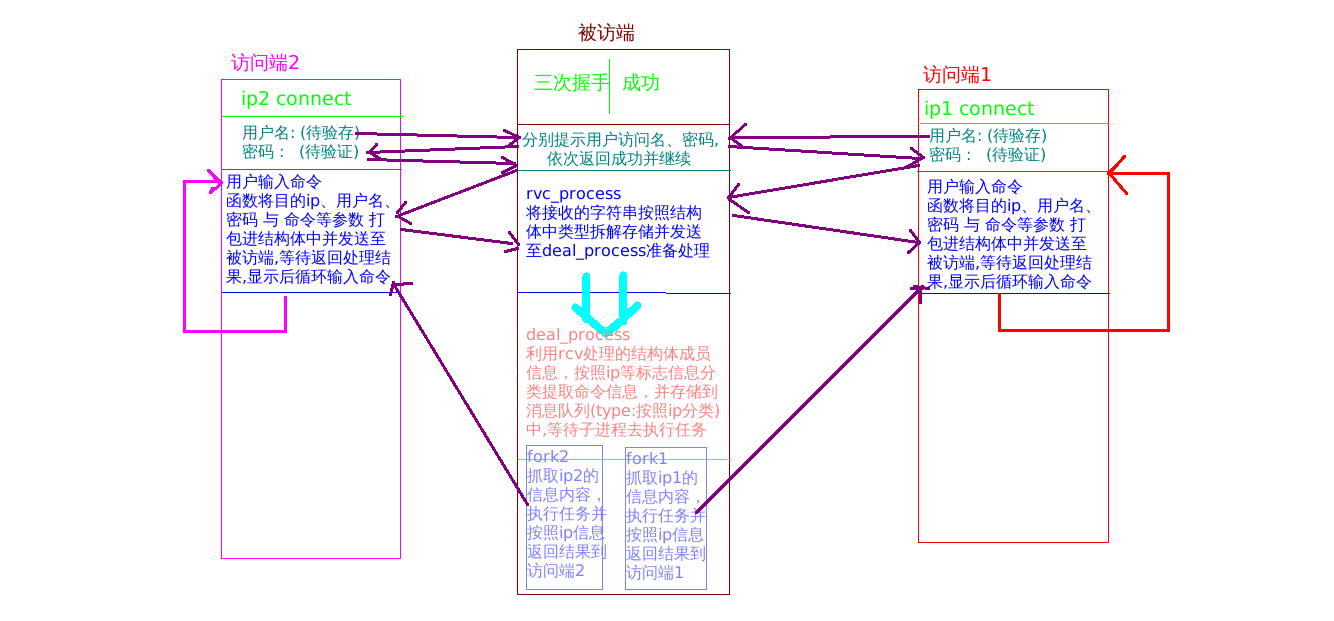 被访端
访问端2
访问端1
三次握手 成功
ip2 connect
用户名: (待验存)
密码： (待验证)
用户输入命令
函数将目的ip、用户名、
密码 与 命令等参数 打
包进结构体中并发送至
被访端,等待返回处理结
果,显示后循环输入命令
分别提示用户访问名、密码,
依次返回成功并继续
rvc_process
将接收的字符串按照结构
体中类型拆解存储并发送
至deal_process准备处理
deal_process
利用rcv处理的结构体成员
信息，按照ip等标志信息分
类提取命令信息，并存储到
消息队列(type:按照ip分类)
中,等待子进程去执行任务
fork2
抓取ip2的
信息内容，
执行任务并
按照ip信息
返回结果到
访问端2
fork1
抓取ip1的
信息内容，
执行任务并
按照ip信息
返回结果到
访问端1
ip1 connect
用户名: (待验存)
密码： (待验证)
用户输入命令
函数将目的ip、用户名、
密码 与 命令等参数 打
包进结构体中并发送至
被访端,等待返回处理结
果,显示后循环输入命令